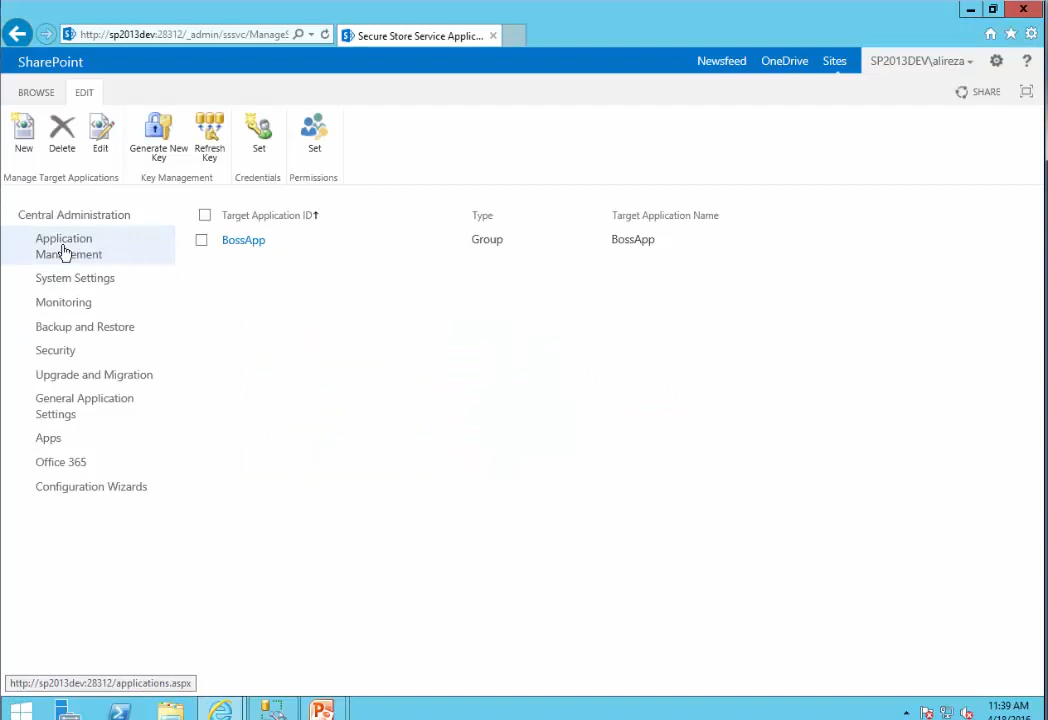 http://sp2013dev:28312/_admin/sssvc/ManageS
Secure Store Service Applic...
SharePoint
Newsfeed
OneDrive
Sites
SP2013DEV\alireza
?
BROWSE
EDIT
SHARE
New
Delete
Edit
Generate New
Key
Refresh
Key
Set
Set
Manage Target Applications
Key Management
Credentials
Permissions
Central Administration
Application
Management
System Settings
Monitoring
Backup and Restore
Security
Upgrade and Migration
General Application
Settings
Apps
Office 365
Configuration Wizards
Target Application ID↑
Type
Target Application Name
BossApp
Group
BossApp
http://sp2013dev:28312/applications.aspx
11:39 AM
4/18/2016